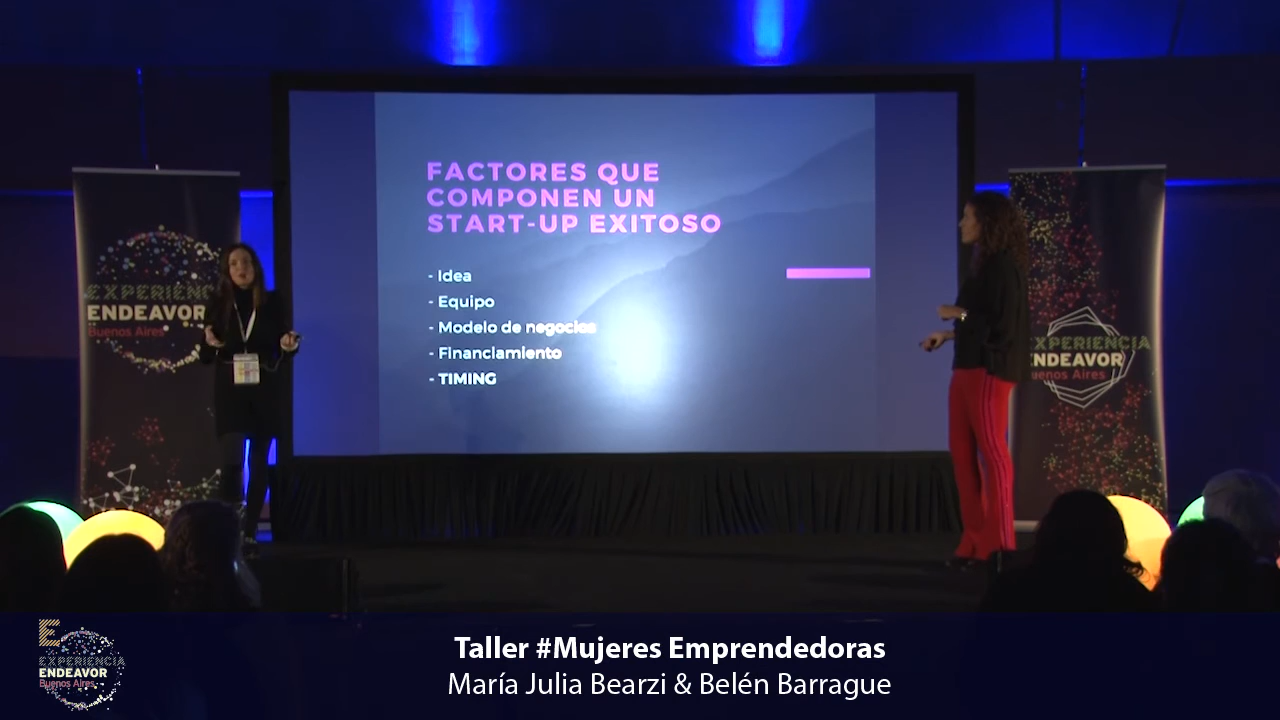 FACTORES QUE
COMPONEN UN
START-UP EXITOSO
- Idea
- Equipo
- Modelo de negocios
- Financiamiento
- TIMING
EXPERIENC
ENDEAVOR
Buenos Aires
EXPERIENCIA
ENDEAVOR
Buenos Aires
E
EXPERIENCIA
ENDEAVOR
Buenos Aires
Taller #Mujeres Emprendedoras
María Julia Bearzi & Belén Barrague